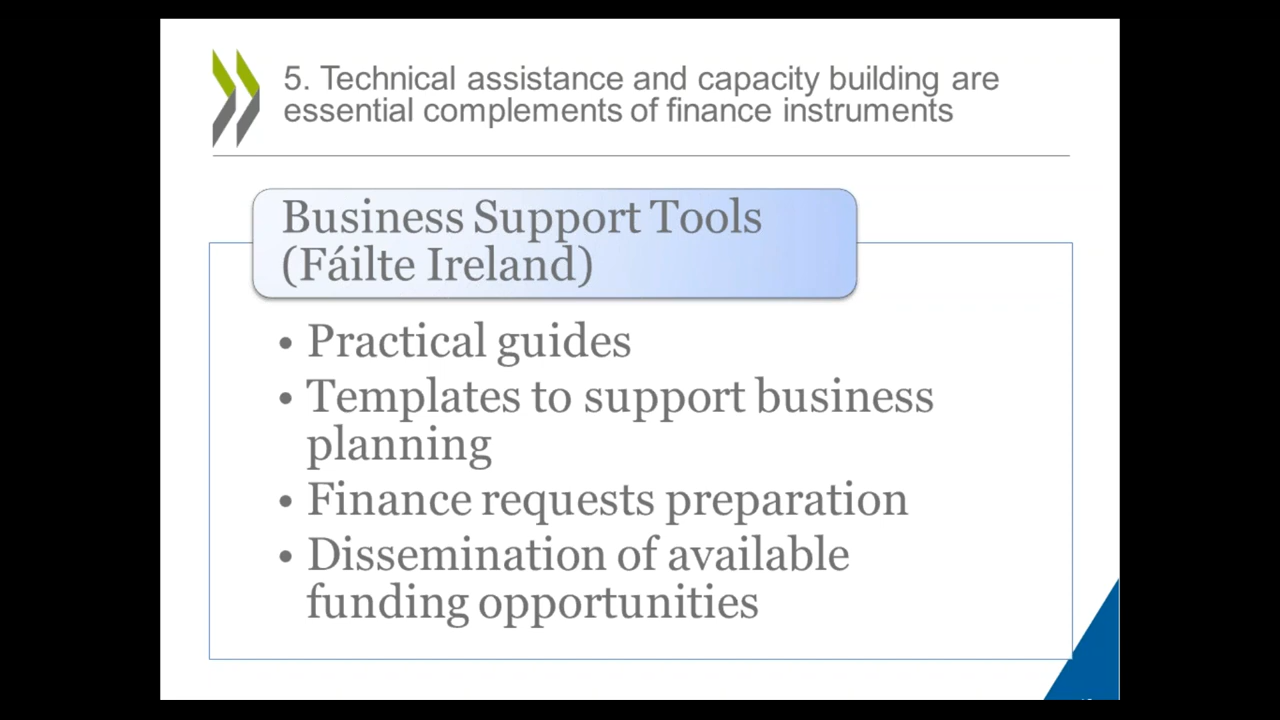 5. Technical assistance and capacity building are
essential complements of finance instruments
Business Support Tools
(Fáilte Ireland)
• Practical guides
• Templates to support business
planning
• Finance requests preparation
• Dissemination of available
funding opportunities